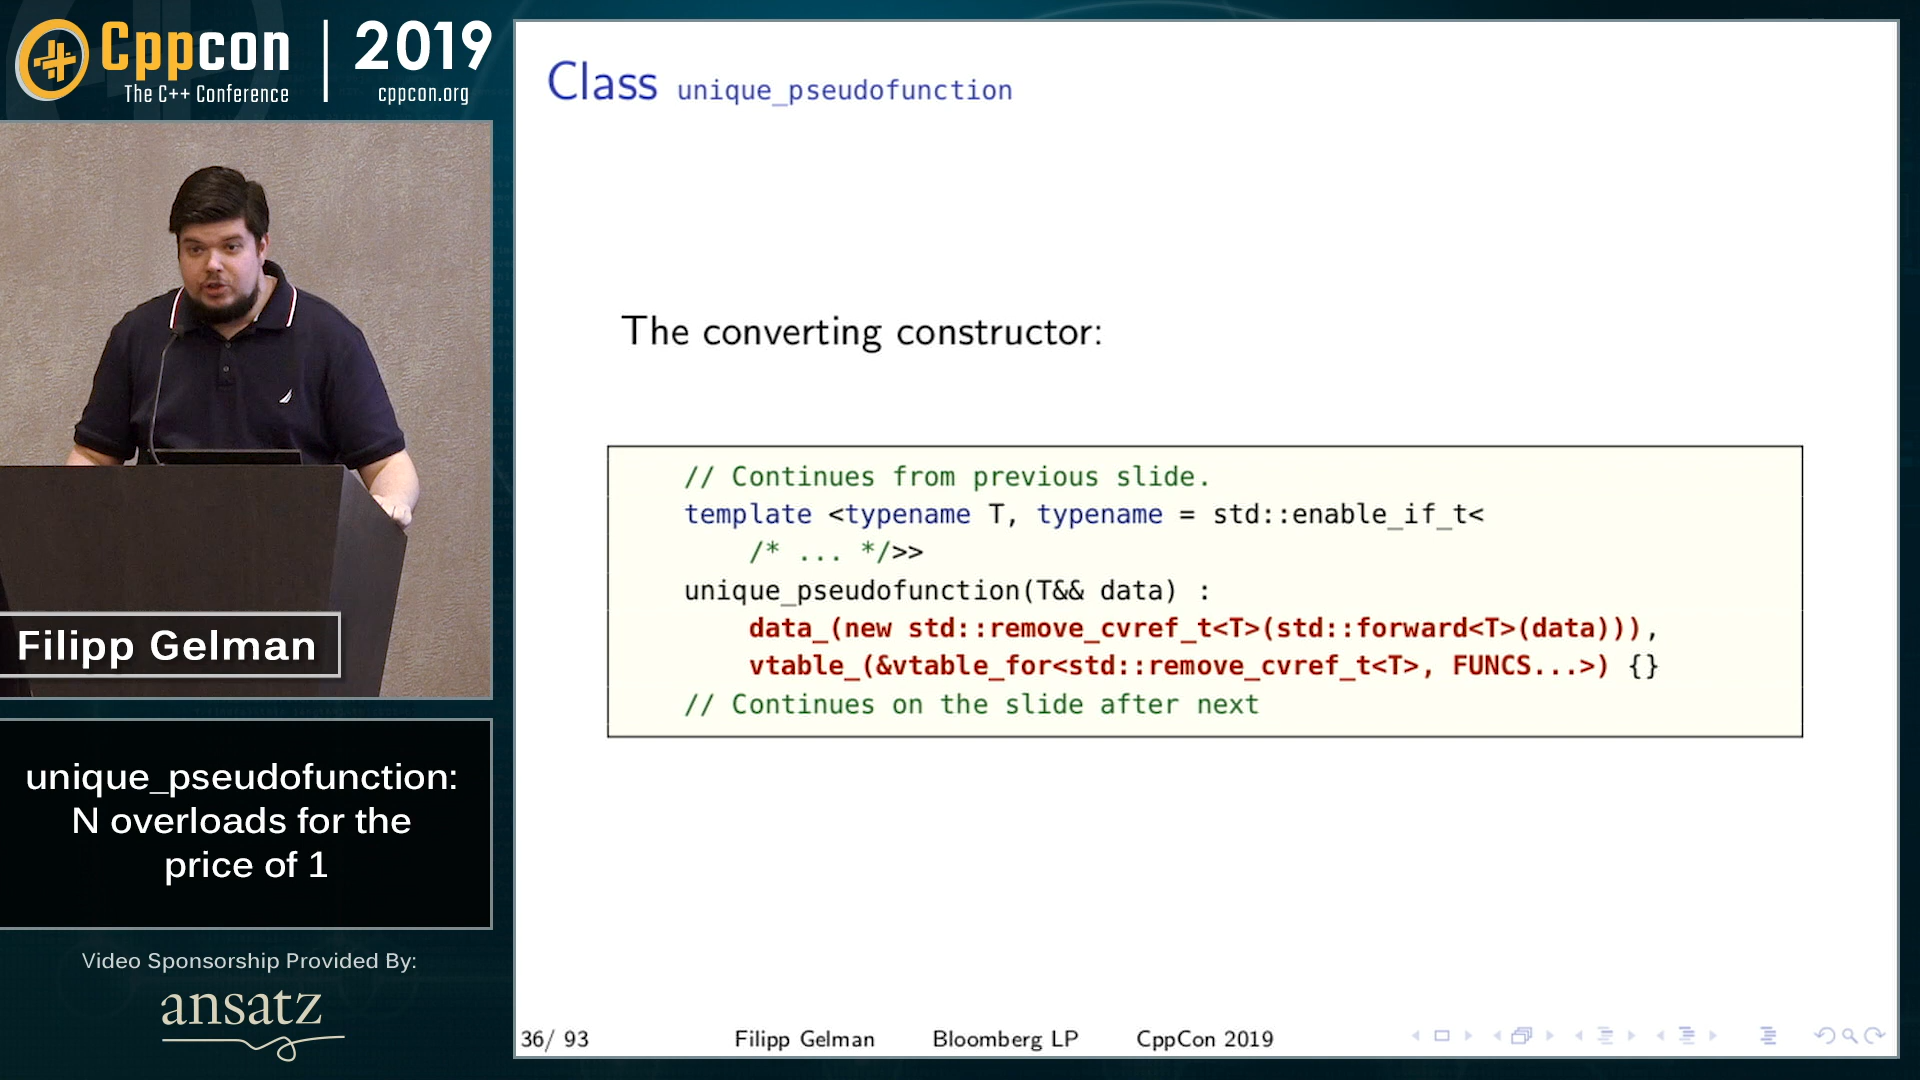 Cppcon
The C++ Conference
2019
cppcon.org
Filipp Gelman
unique_pseudofunction:
N overloads for the
price of 1
Video Sponsorship Provided By:
ansatz
Class unique_pseudofunction
The converting constructor:
// Continues from previous slide.
template <typename T, typename = std::enable_if_t<
/* ... */>>
unique_pseudofunction(T&& data) :
data_(new std::remove_cvref_t<T>(std::forward<T>(data))),
vtable_(&vtable_for<std::remove_cvref_t<T>, FUNCS...>) {}
// Continues on the slide after next
36/ 93 Filipp Gelman Bloomberg LP CppCon 2019